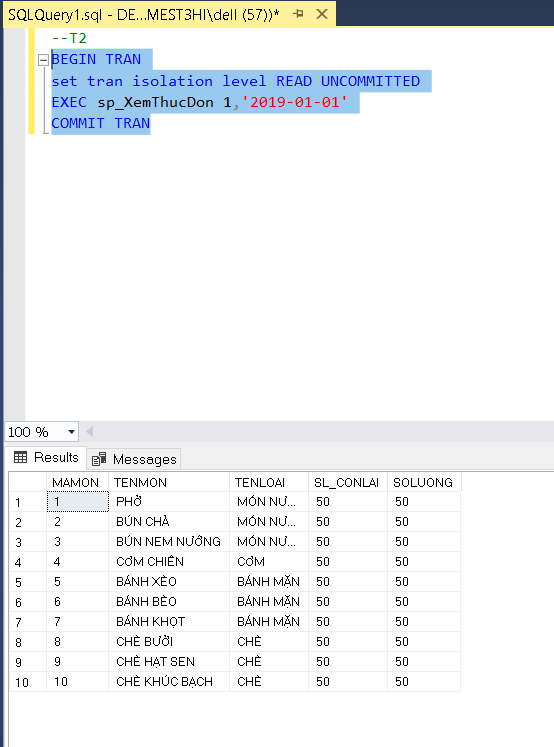 SQLQuery1.sql - DE...MEST3HI\dell (57))*
--T2
BEGIN TRAN
set tran isolation level READ UNCOMMITTED
EXEC sp_XemThucDon 1,'2019-01-01'
COMMIT TRAN
100 %
Results Messages
MAMON TENMON TENLOAI SL_CONLAI SOLUONG
1 1 PHỞ MÓN NƯ... 50 50
2 2 BÚN CHẢ MÓN NƯ... 50 50
3 3 BÚN NEM NƯỚNG MÓN NƯ... 50 50
4 4 CƠM CHIÊN CƠM 50 50
5 5 BÁNH XÈO BÁNH MẶN 50 50
6 6 BÁNH BÈO BÁNH MẶN 50 50
7 7 BÁNH KHỌT BÁNH MẶN 50 50
8 8 CHÈ BƯỞI CHÈ 50 50
9 9 CHÈ HẠT SEN CHÈ 50 50
10 10 CHÈ KHÚC BẠCH CHÈ 50 50